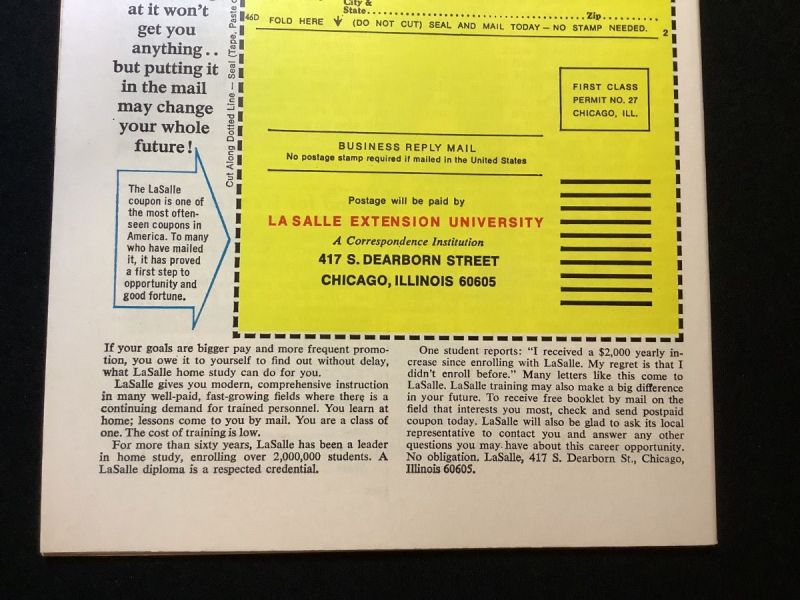 at it won't
get you
anything . .
but putting it
in the mail
may change
your whole
future!
The LaSalle
coupon is one of
the most often-
seen coupons in
America. To many
who have mailed
it, it has proved
a first step to
opportunity and
good fortune.
Cut Along Dotted Line — Seal (Tape, Paste
City &
State Zip
46D FOLD HERE (DO NOT CUT) SEAL AND MAIL TODAY — NO STAMP NEEDED. 2
FIRST CLASS
PERMIT NO. 27
CHICAGO, ILL.
BUSINESS REPLY MAIL
No postage stamp required if mailed in the United States
Postage will be paid by
LA SALLE EXTENSION UNIVERSITY
A Correspondence Institution
417 S. DEARBORN STREET
CHICAGO, ILLINOIS 60605
If your goals are bigger pay and more frequent promo-
tion, you owe it to yourself to find out without delay,
what LaSalle home study can do for you.
LaSalle gives you modern, comprehensive instruction
in many well-paid, fast-growing fields where there is a
continuing demand for trained personnel. You learn at
home; lessons come to you by mail. You are a class of
one. The cost of training is low.
For more than sixty years, LaSalle has been a leader
in home study, enrolling over 2,000,000 students. A
LaSalle diploma is a respected credential.
One student reports: "I received a $2,000 yearly in-
crease since enrolling with LaSalle. My regret is that I
didn't enroll before." Many letters like this come to
LaSalle. LaSalle training may also make a big difference
in your future. To receive free booklet by mail on the
field that interests you most, check and send postpaid
coupon today. LaSalle will also be glad to ask its local
representative to contact you and answer any other
questions you may have about this career opportunity.
No obligation. LaSalle, 417 S. Dearborn St., Chicago,
Illinois 60605.